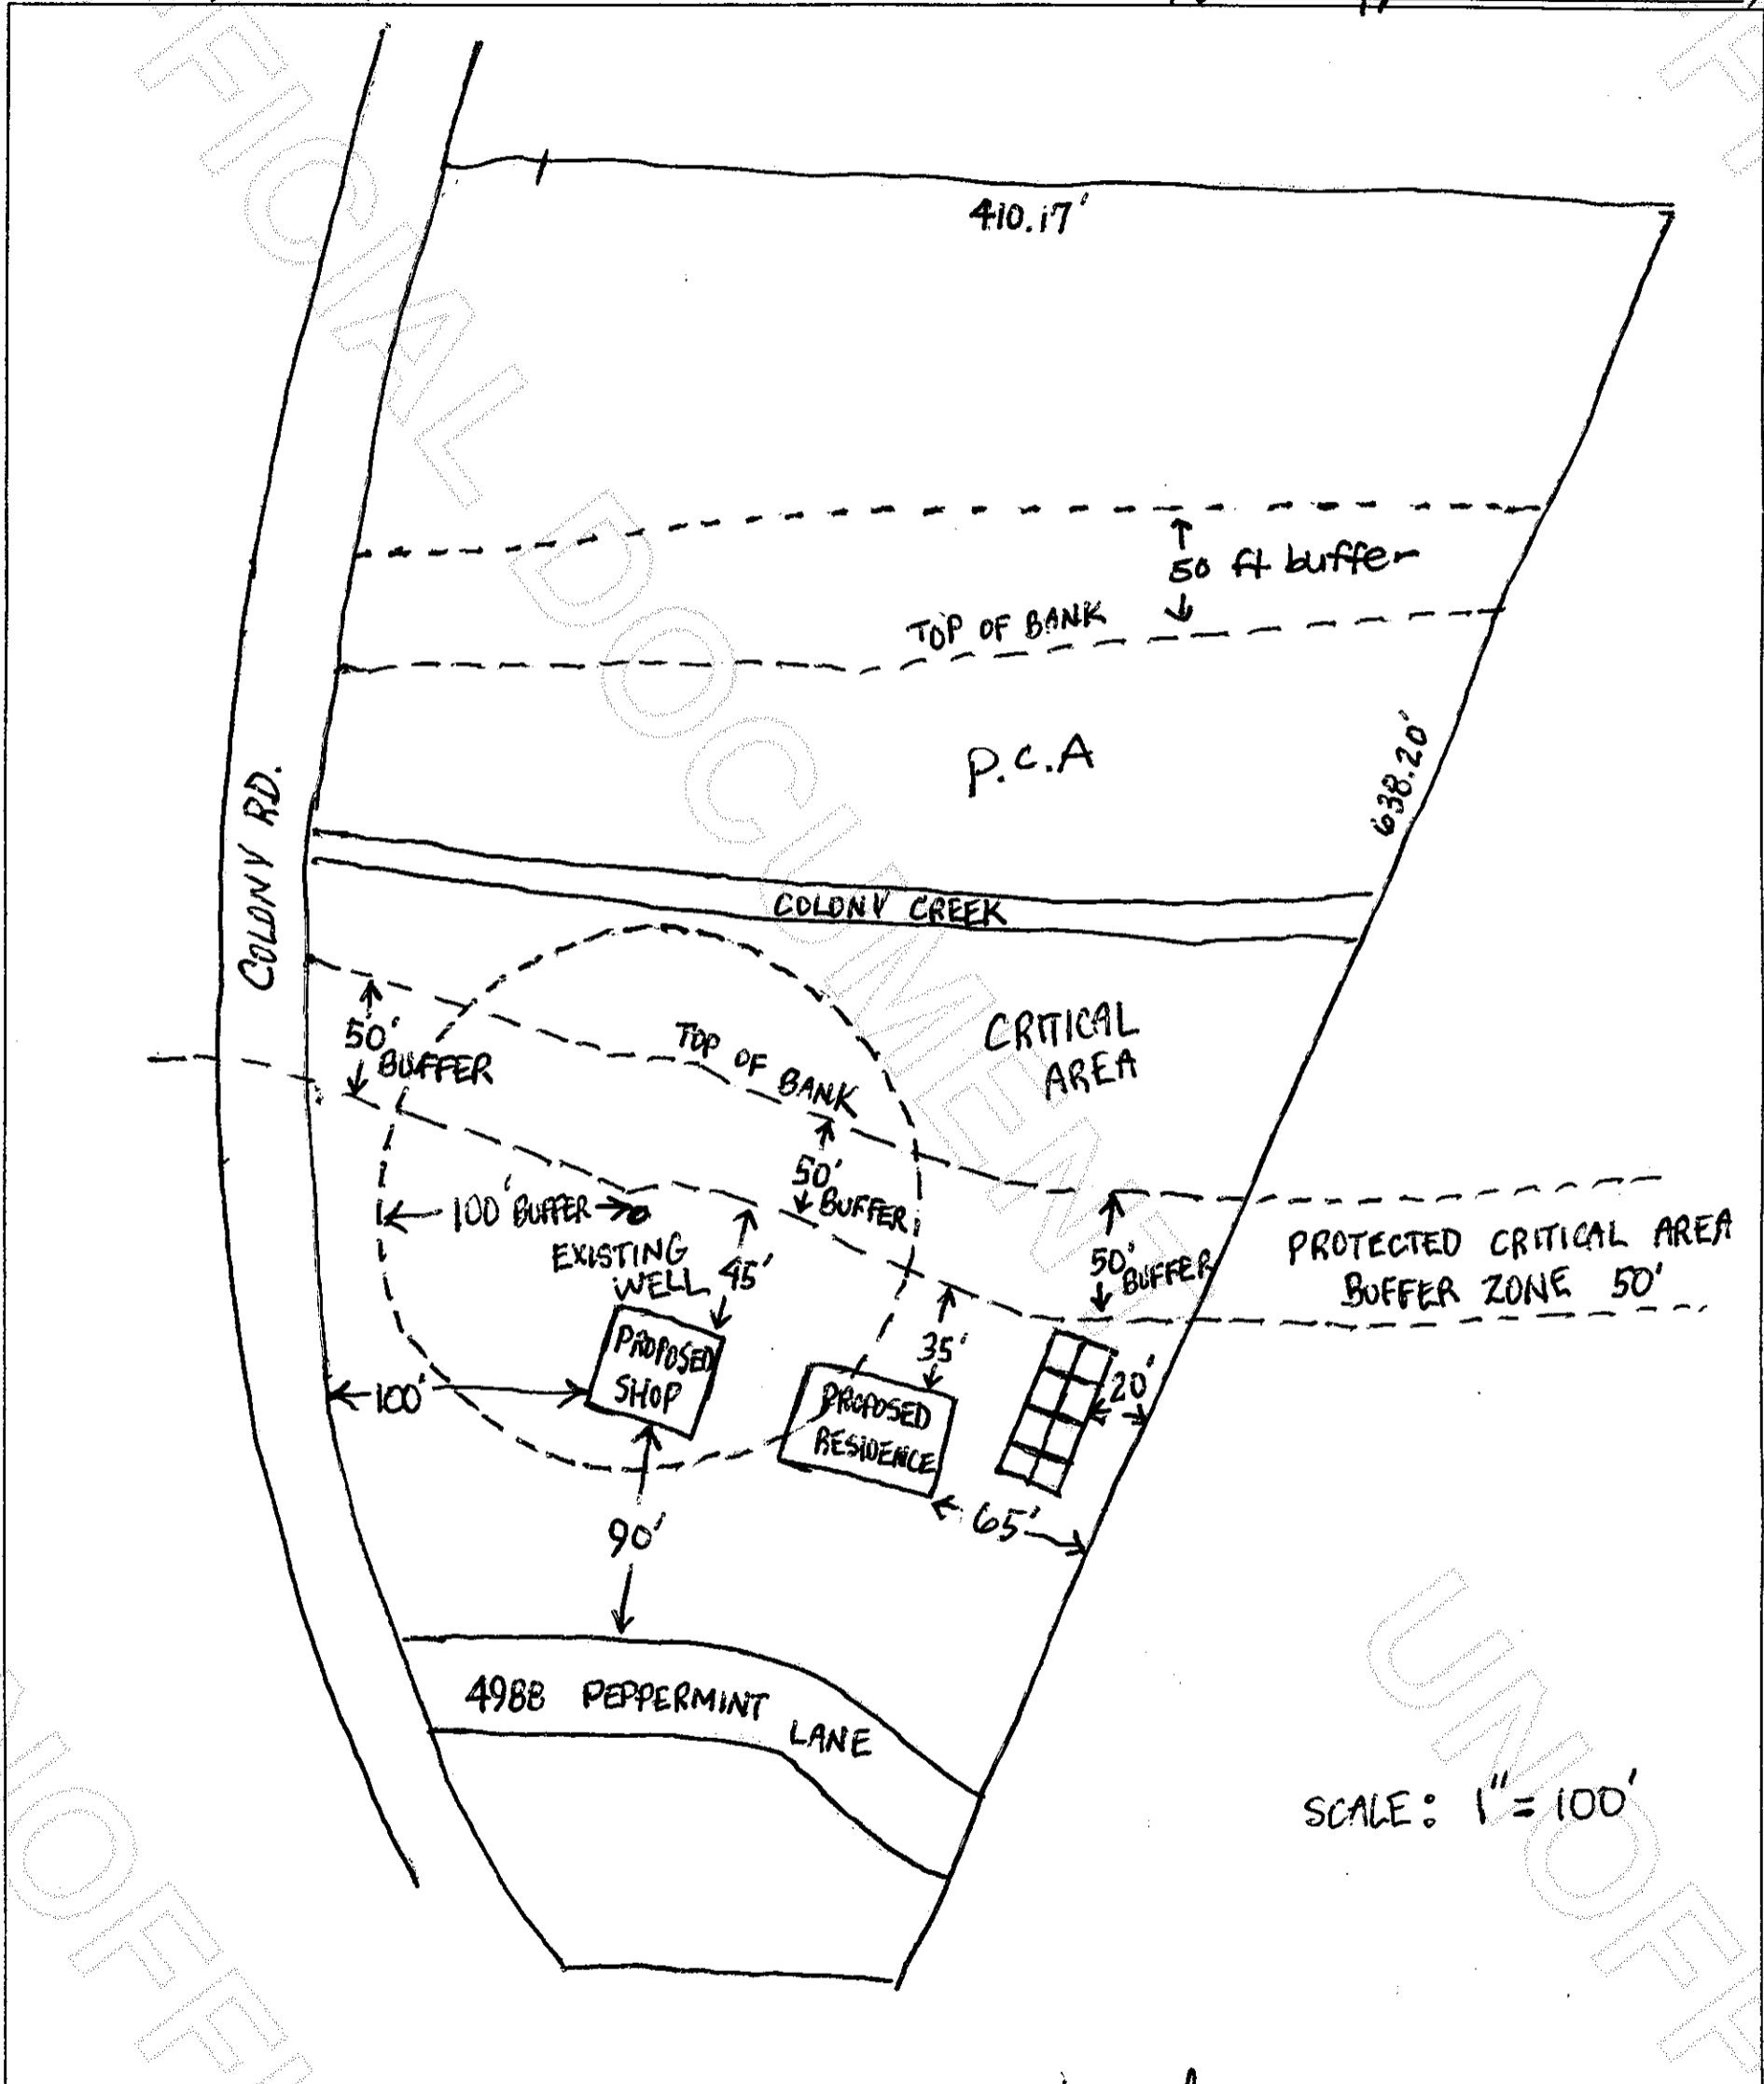 410.17'
50 ft buffer
TOP OF BANK
P.C.A
638.20'
COLONY RD.
COLONY CREEK
CRITICAL
AREA
50'
BUFFER
TOP OF BANK
50'
BUFFER
100' BUFFER
EXISTING
WELL
45'
50'
BUFFER
PROTECTED CRITICAL AREA
BUFFER ZONE 50'
PROPOSED
SHOP
35'
100'
PROPOSED
RESIDENCE
20'
65'
90'
4988 PEPPERMINT
LANE
SCALE: 1" = 100'
UNOFFICIAL DOCUMENT